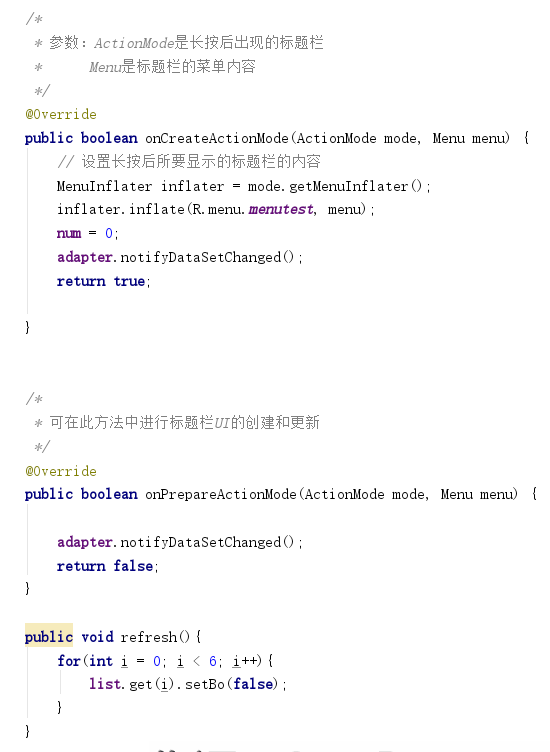 /*
 * 参数：ActionMode是长按后出现的标题栏
 *      Menu是标题栏的菜单内容
 */
@Override
public boolean onCreateActionMode(ActionMode mode, Menu menu) {
    // 设置长按后所要显示的标题栏的内容
    MenuInflater inflater = mode.getMenuInflater();
    inflater.inflate(R.menu.menutest, menu);
    num = 0;
    adapter.notifyDataSetChanged();
    return true;
}
/*
 * 可在此方法中进行标题栏UI的创建和更新
 */
@Override
public boolean onPrepareActionMode(ActionMode mode, Menu menu) {
    adapter.notifyDataSetChanged();
    return false;
}
public void refresh(){
    for(int i = 0; i < 6; i++){
        list.get(i).setBo(false);
    }
}